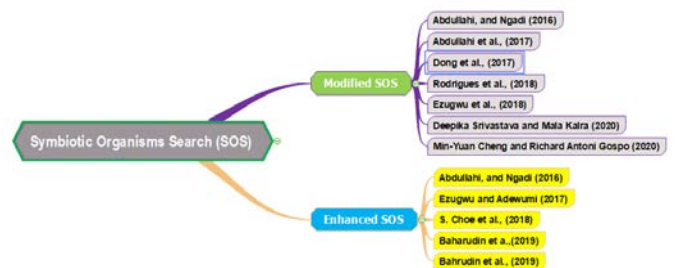 Symbiotic Organisms Search (SOS)
Modified SOS
Abdullahi, and Ngadi (2016)
Abdullahi et al., (2017)
Dong et al., (2017)
Rodrigues et al., (2018)
Ezugwu et al., (2018)
Deepika Srivastava and Mala Kalra (2020)
Min-Yuan Cheng and Richard Antoni Gospo (2020)
Enhanced SOS
Abdullahi, and Ngadi (2016)
Ezugwu and Adewumi (2017)
S. Choe et al., (2018)
Baharudin et a.,(2019)
Bahrudin et al., (2019)